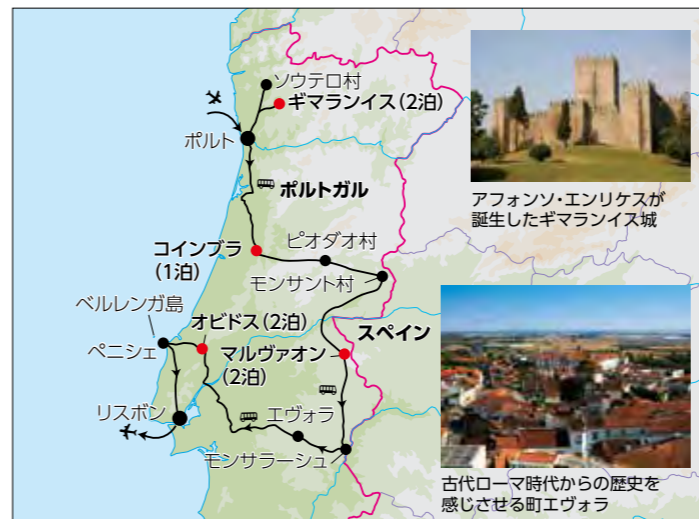 ソウテロ村
ギマランイス(2泊)
ポルト
ポルトガル
コインブラ
(1泊)
ピオダオ村
モンサント村
ベルレンガ島
オビドス(2泊)
ペニシェ
マルヴァオン
(2泊)
スペイン
リスボン
エヴォラ
モンサラーシュ
アフォンソ・エンリケスが
誕生したギマランイス城
古代ローマ時代からの歴史を
感じさせる町エヴォラ